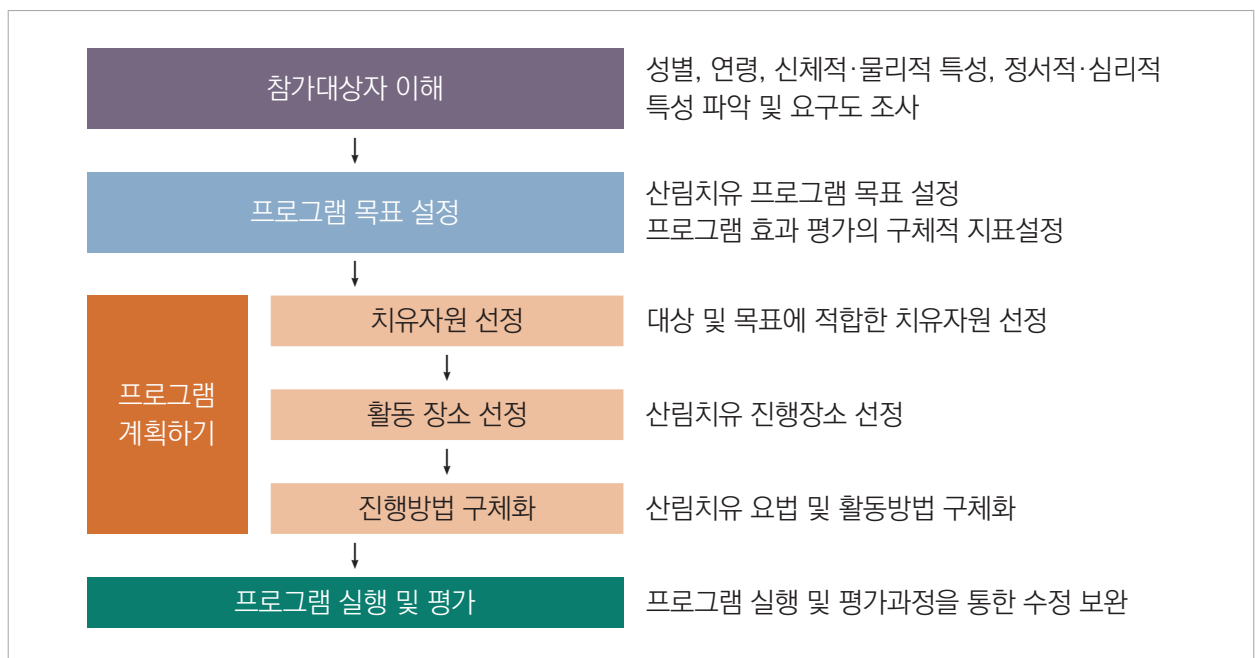 참가대상자 이해
성별, 연령, 신체적·물리적 특성, 정서적·심리적
특성 파악 및 요구도 조사
프로그램 목표 설정
산림치유 프로그램 목표 설정
프로그램 효과 평가의 구체적 지표설정
프로그램
계획하기
치유자원 선정
대상 및 목표에 적합한 치유자원 선정
활동 장소 선정
산림치유 진행장소 선정
진행방법 구체화
산림치유 요법 및 활동방법 구체화
프로그램 실행 및 평가
프로그램 실행 및 평가과정을 통한 수정 보완